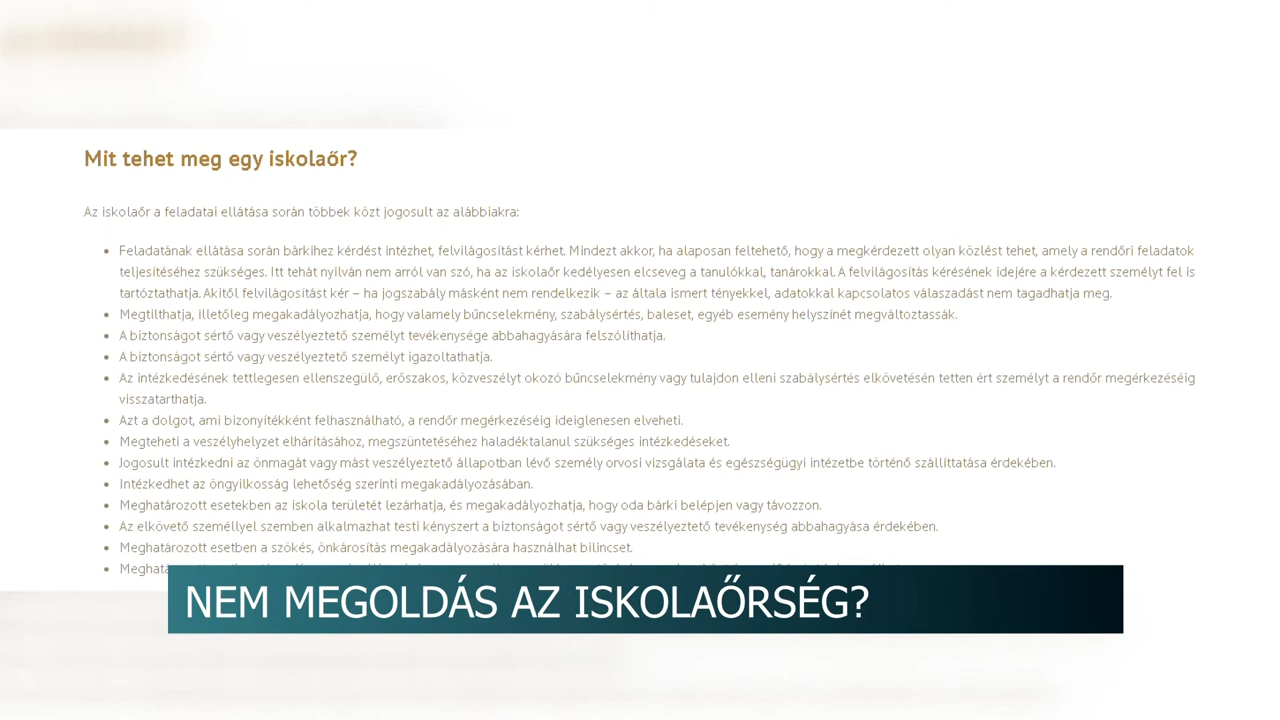 Mit tehet meg egy iskolaőr?
Az iskolaőr a feladatai ellátása során többek közt jogosult az alábbiakra:
• Feladatának ellátása során bárkihez kérdést intézhet, felvilágosítást kérhet. Mindezt akkor, ha alaposan feltehető, hogy a megkérdezett olyan közlést tehet, amely a rendőri feladatok
teljesítéséhez szükséges. Itt tehát nyilván nem arról van szó, ha az iskolaőr kedélyesen elcseveg a tanulókkal, tanárokkal. A felvilágosítás kérésének idejére a kérdezett személyt fel is
tartóztathatja. Akitől felvilágosítást kér – ha jogszabály másként nem rendelkezik – az általa ismert tényekkel, adatokkal kapcsolatos válaszadást nem tagadhatja meg.
• Megtilthatja, illetőleg megakadályozhatja, hogy valamely bűncselekmény, szabálysértés, baleset, egyéb esemény helyszínét megváltoztassák.
• A biztonságot sértő vagy veszélyeztető személyt tevékenysége abbahagyására felszólíthatja.
• A biztonságot sértő vagy veszélyeztető személyt igazoltathatja.
• Az intézkedésének tettlegesen ellenszegülő, erőszakos, közveszélyt okozó bűncselekmény vagy tulajdon elleni szabálysértés elkövetésén tetten ért személyt a rendőr megérkezéséig
visszatarthatja.
• Azt a dolgot, ami bizonyítékként felhasználható, a rendőr megérkezéséig ideiglenesen elveheti.
• Megteheti a veszélyhelyzet elhárításához, megszüntetéséhez haladéktalanul szükséges intézkedéseket.
• Jogosult intézkedni az önmagát vagy mást veszélyeztető állapotban lévő személy orvosi vizsgálata és egészségügyi intézetbe történő szállíttatása érdekében.
• Intézkedhet az öngyilkosság lehetőség szerinti megakadályozásában.
• Meghatározott esetekben az iskola területét lezárhatja, és megakadályozhatja, hogy oda bárki belépjen vagy távozzon.
• Az elkövető személlyel szemben alkalmazhat testi kényszert a biztonságot sértő vagy veszélyeztető tevékenység abbahagyása érdekében.
• Meghatározott esetben a szökés, önkárosítás megakadályozására használhat bilincset.
NEM MEGOLDÁS AZ ISKOLAŐRSÉG?